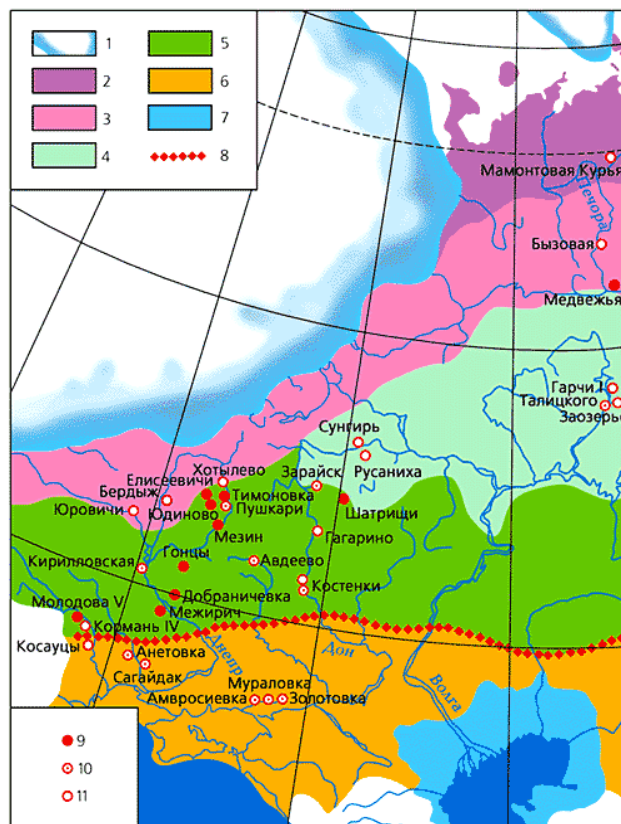 1
2
3
4
5
6
7
8
Мамонтовая Курья
Печора
Бызовая
Медвежья
Гарчи I
Талицкого
Заозерье
Сунгирь
Русаниха
Хотылево
Зарайск
Елисеевичи
Бердыж
Тимоновка
Юровичи
Юдиново
Пушкари
Шатрищи
Мезин
Гагарино
Гонцы
Авдеево
Кирилловская
Костенки
Добраничевка
Молодова V
Межирич
Кормань IV
Косауцы
Анетовка
Днепр
Дон
Сагайдак
Мураловка
Волга
Амвросиевка
Золотовка
9
10
11